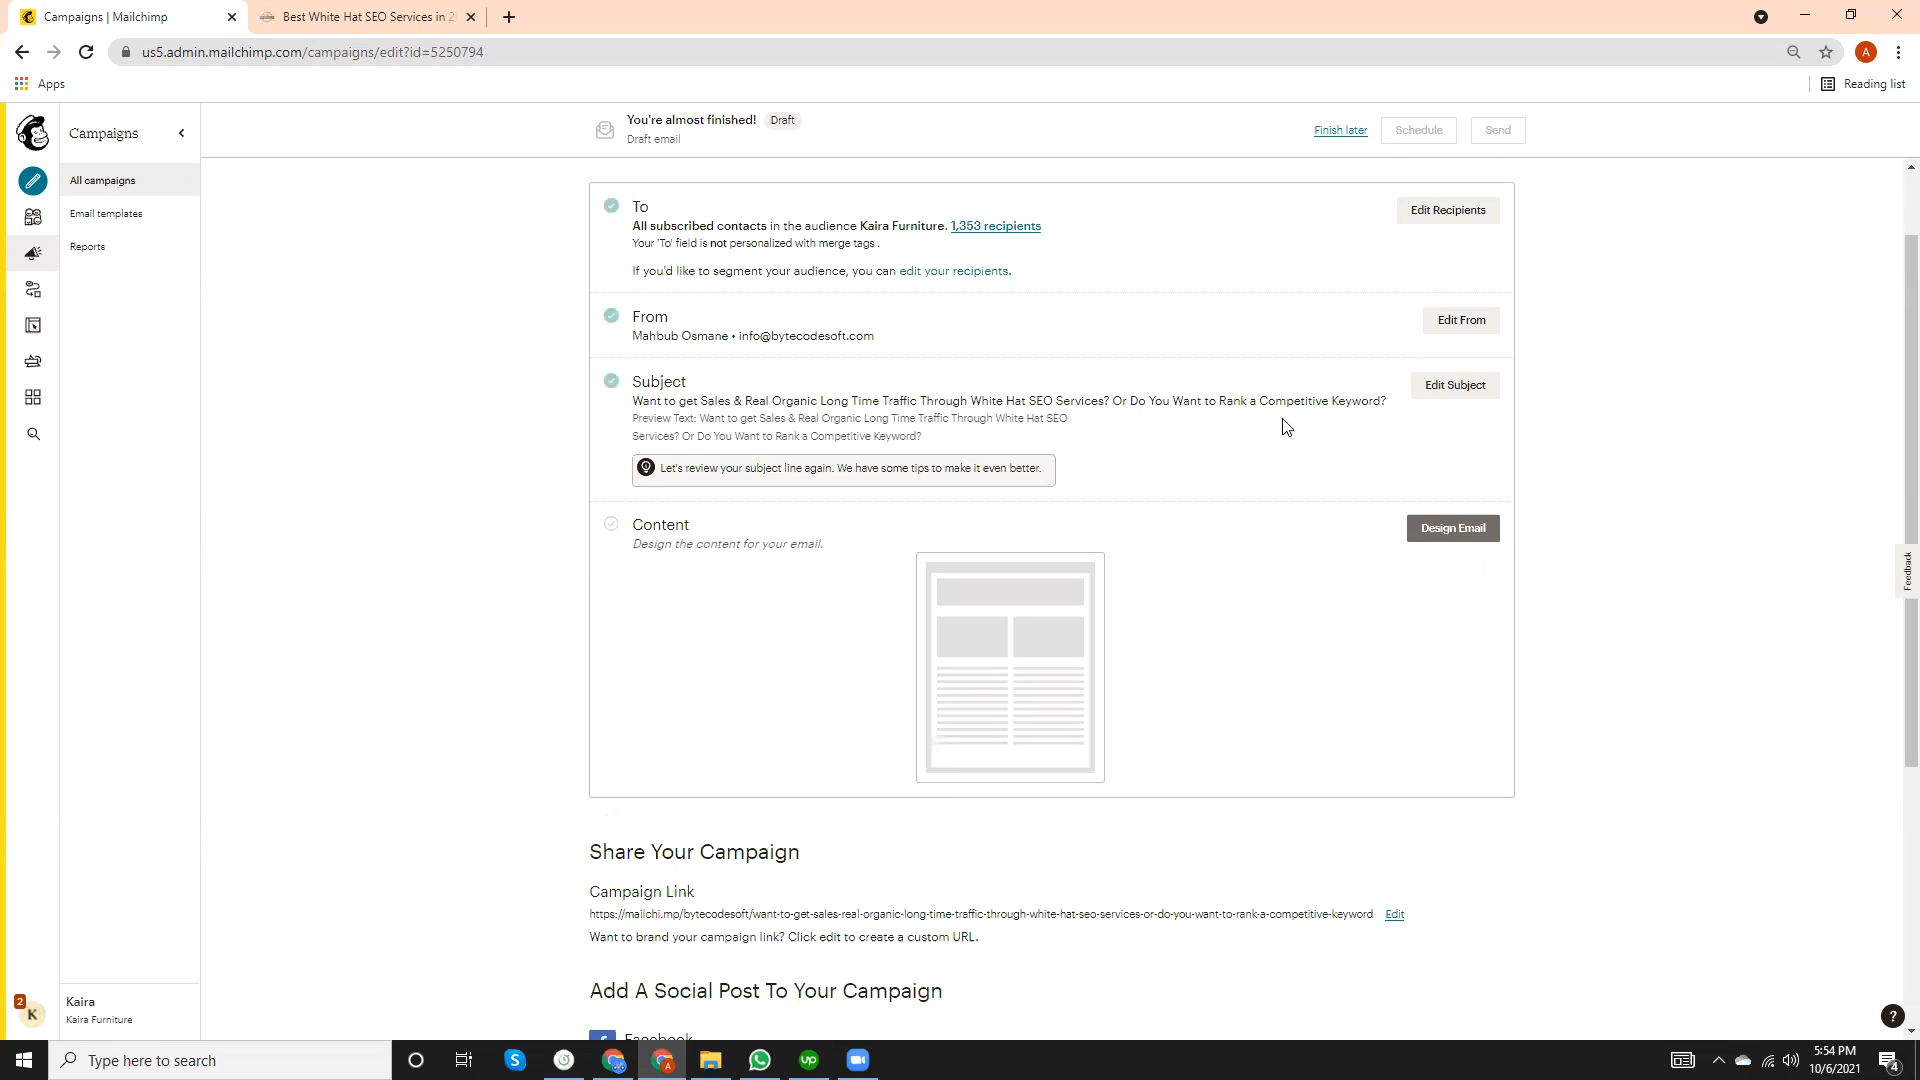 Campaigns | Mailchimp
Best White Hat SEO Services in 2
us5.admin.mailchimp.com/campaigns/edit?id=5250794
A
Apps
Reading list
Campaigns
All campaigns
Email templates
Reports
You're almost finished! Draft
Draft email
Finish later
Schedule
Send
To
All subscribed contacts in the audience Kaira Furniture. 1,353 recipients
Your 'To' field is not personalized with merge tags .
If you'd like to segment your audience, you can edit your recipients.
Edit Recipients
From
Mahbub Osmane • info@bytecodesoft.com
Edit From
Subject
Want to get Sales & Real Organic Long Time Traffic Through White Hat SEO Services? Or Do You Want to Rank a Competitive Keyword?
Preview Text: Want to get Sales & Real Organic Long Time Traffic Through White Hat SEO
Services? Or Do You Want to Rank a Competitive Keyword?
Edit Subject
Let's review your subject line again. We have some tips to make it even better.
Content
Design the content for your email.
Design Email
Feedback
Share Your Campaign
Campaign Link
https://mailchi.mp/bytecodesoft/want-to-get-sales-real-organic-long-time-traffic-through-white-hat-seo-services-or-do-you-want-to-rank-a-competitive-keyword Edit
Want to brand your campaign link? Click edit to create a custom URL.
Add A Social Post To Your Campaign
Facebook
2
K
Kaira
Kaira Furniture
?
Type here to search
S
A
up
5:54 PM
10/6/2021
4